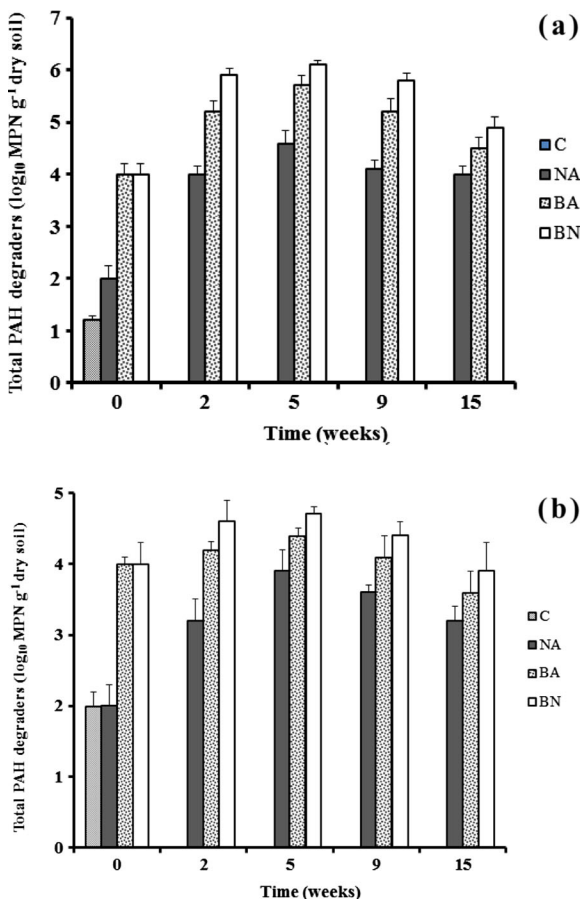 (a)
Total PAH degraders (log10 MPN g-1 dry soil)
7
6
5
4
3
2
1
0
0 2 5 9 15
Time (weeks)
C
NA
BA
BN
(b)
Total PAH degraders (log10 MPN g-1 dry soil)
5
4
3
2
1
0
0 2 5 9 15
Time (weeks)
C
NA
BA
BN